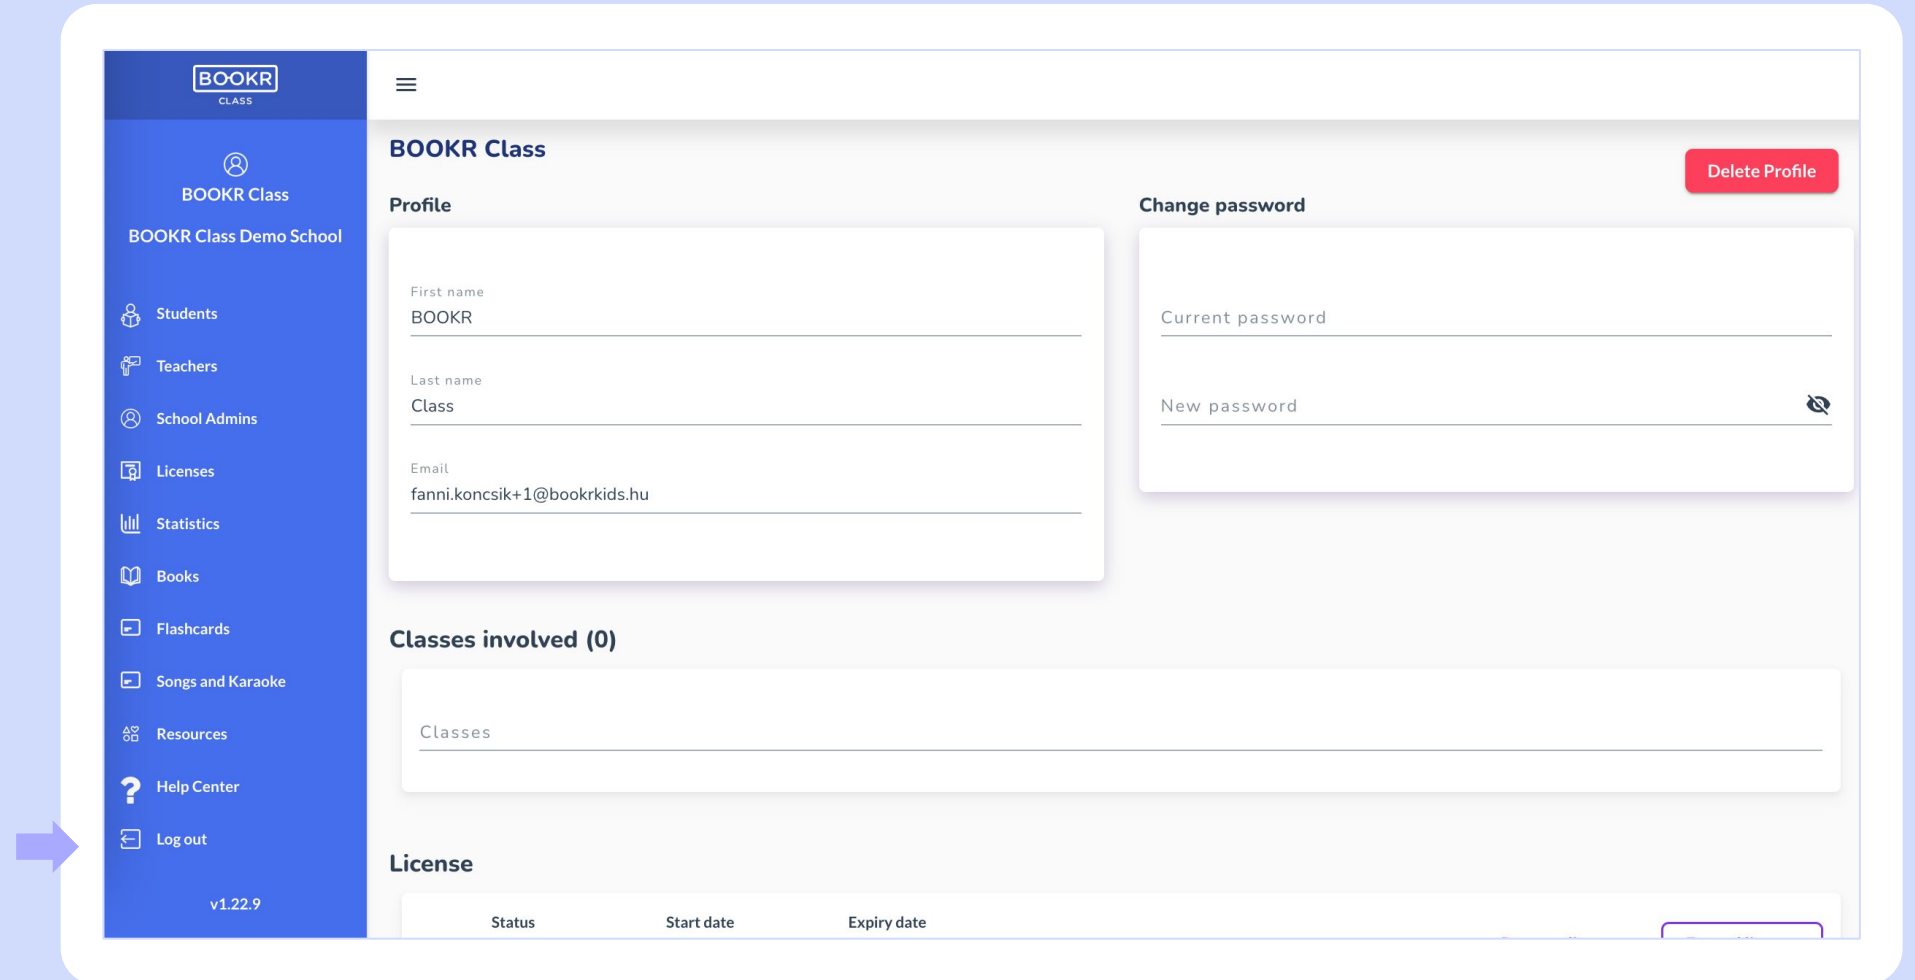 BOOKR
CLASS
BOOKR Class
BOOKR Class Demo School
Students
Teachers
School Admins
Licenses
Statistics
Books
Flashcards
Songs and Karaoke
Resources
Help Center
Log out
v1.22.9
BOOKR Class
Delete Profile
Profile
First name
BOOKR
Last name
Class
Email
fanni.koncsik+1@bookrkids.hu
Change password
Current password
New password
Classes involved (0)
Classes
License
Status Start date Expiry date